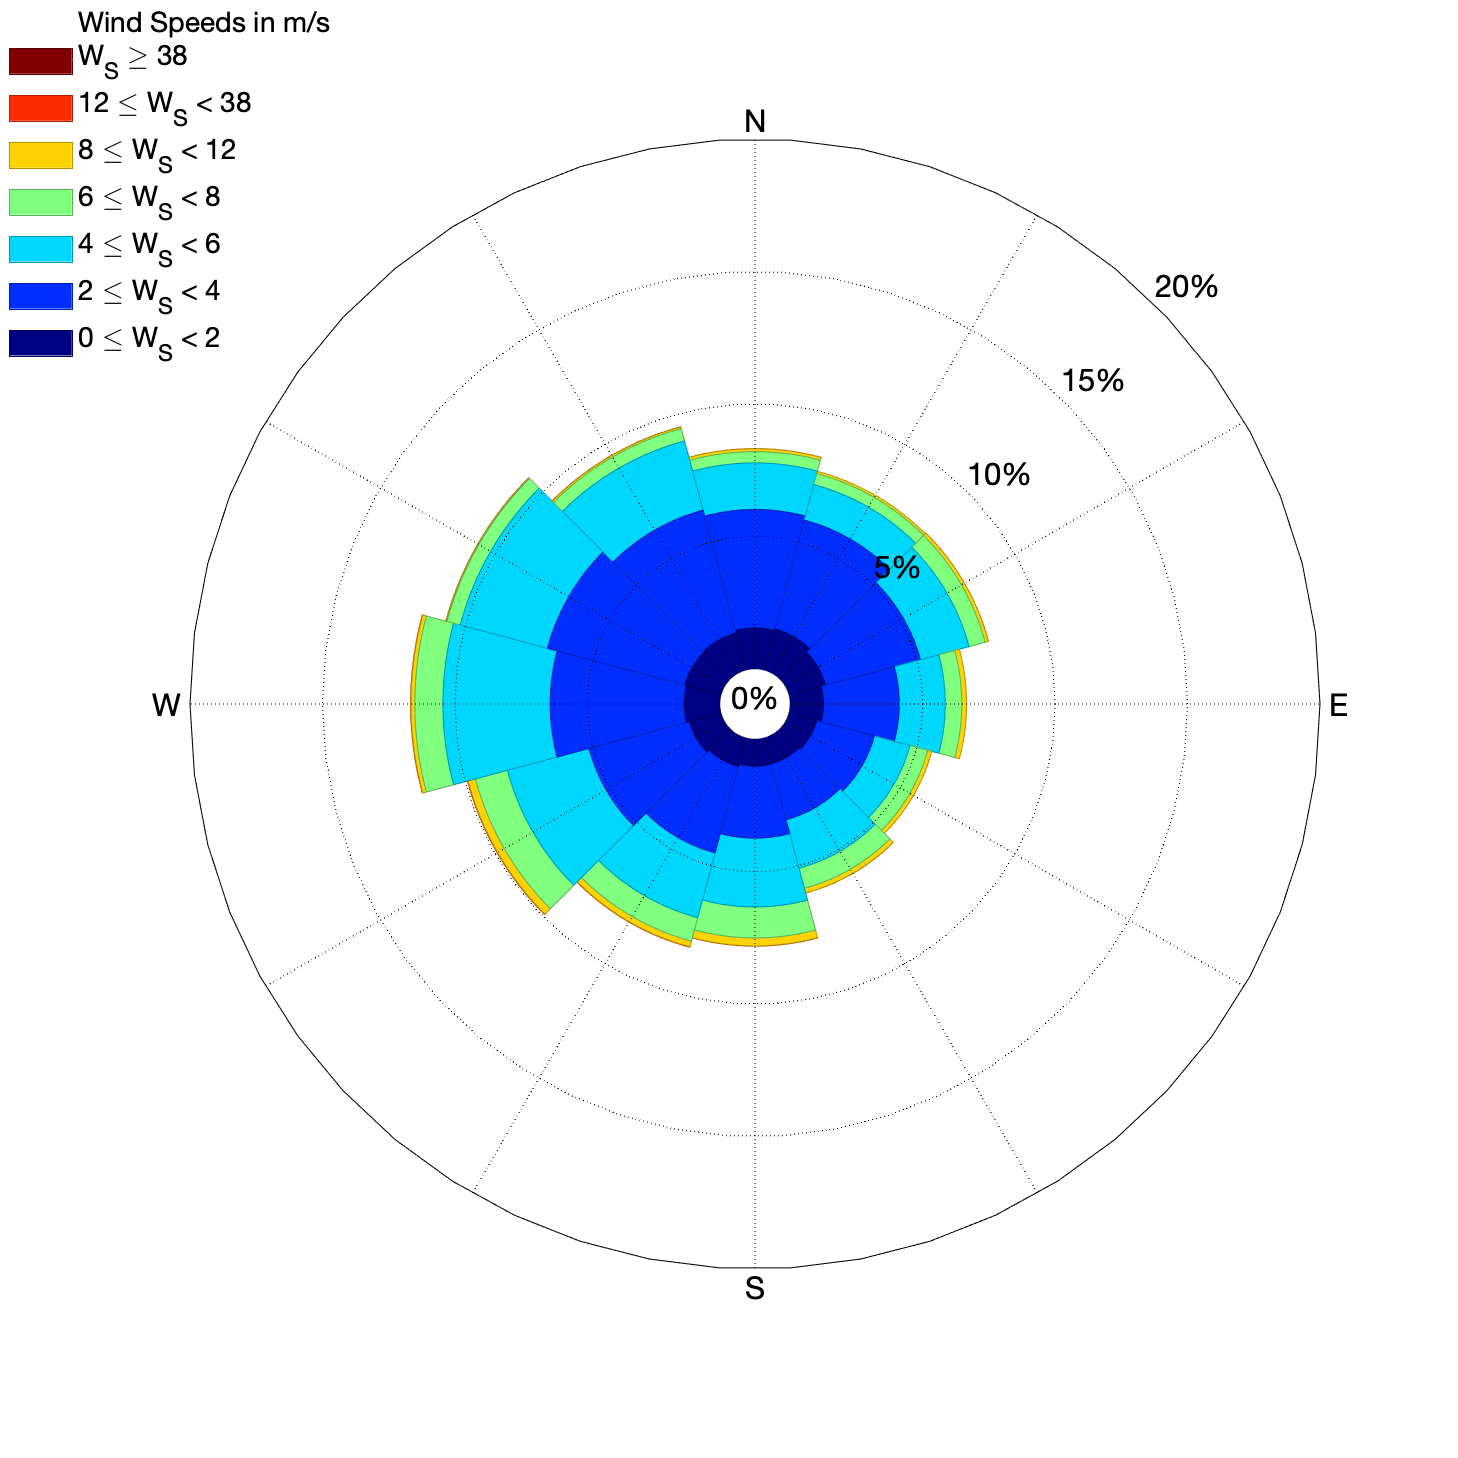 Wind Speeds in m/s
W_S ≥ 38
12 ≤ W_S < 38
8 ≤ W_S < 12
6 ≤ W_S < 8
4 ≤ W_S < 6
2 ≤ W_S < 4
0 ≤ W_S < 2
N
20%
15%
10%
5%
0%
W
E
S